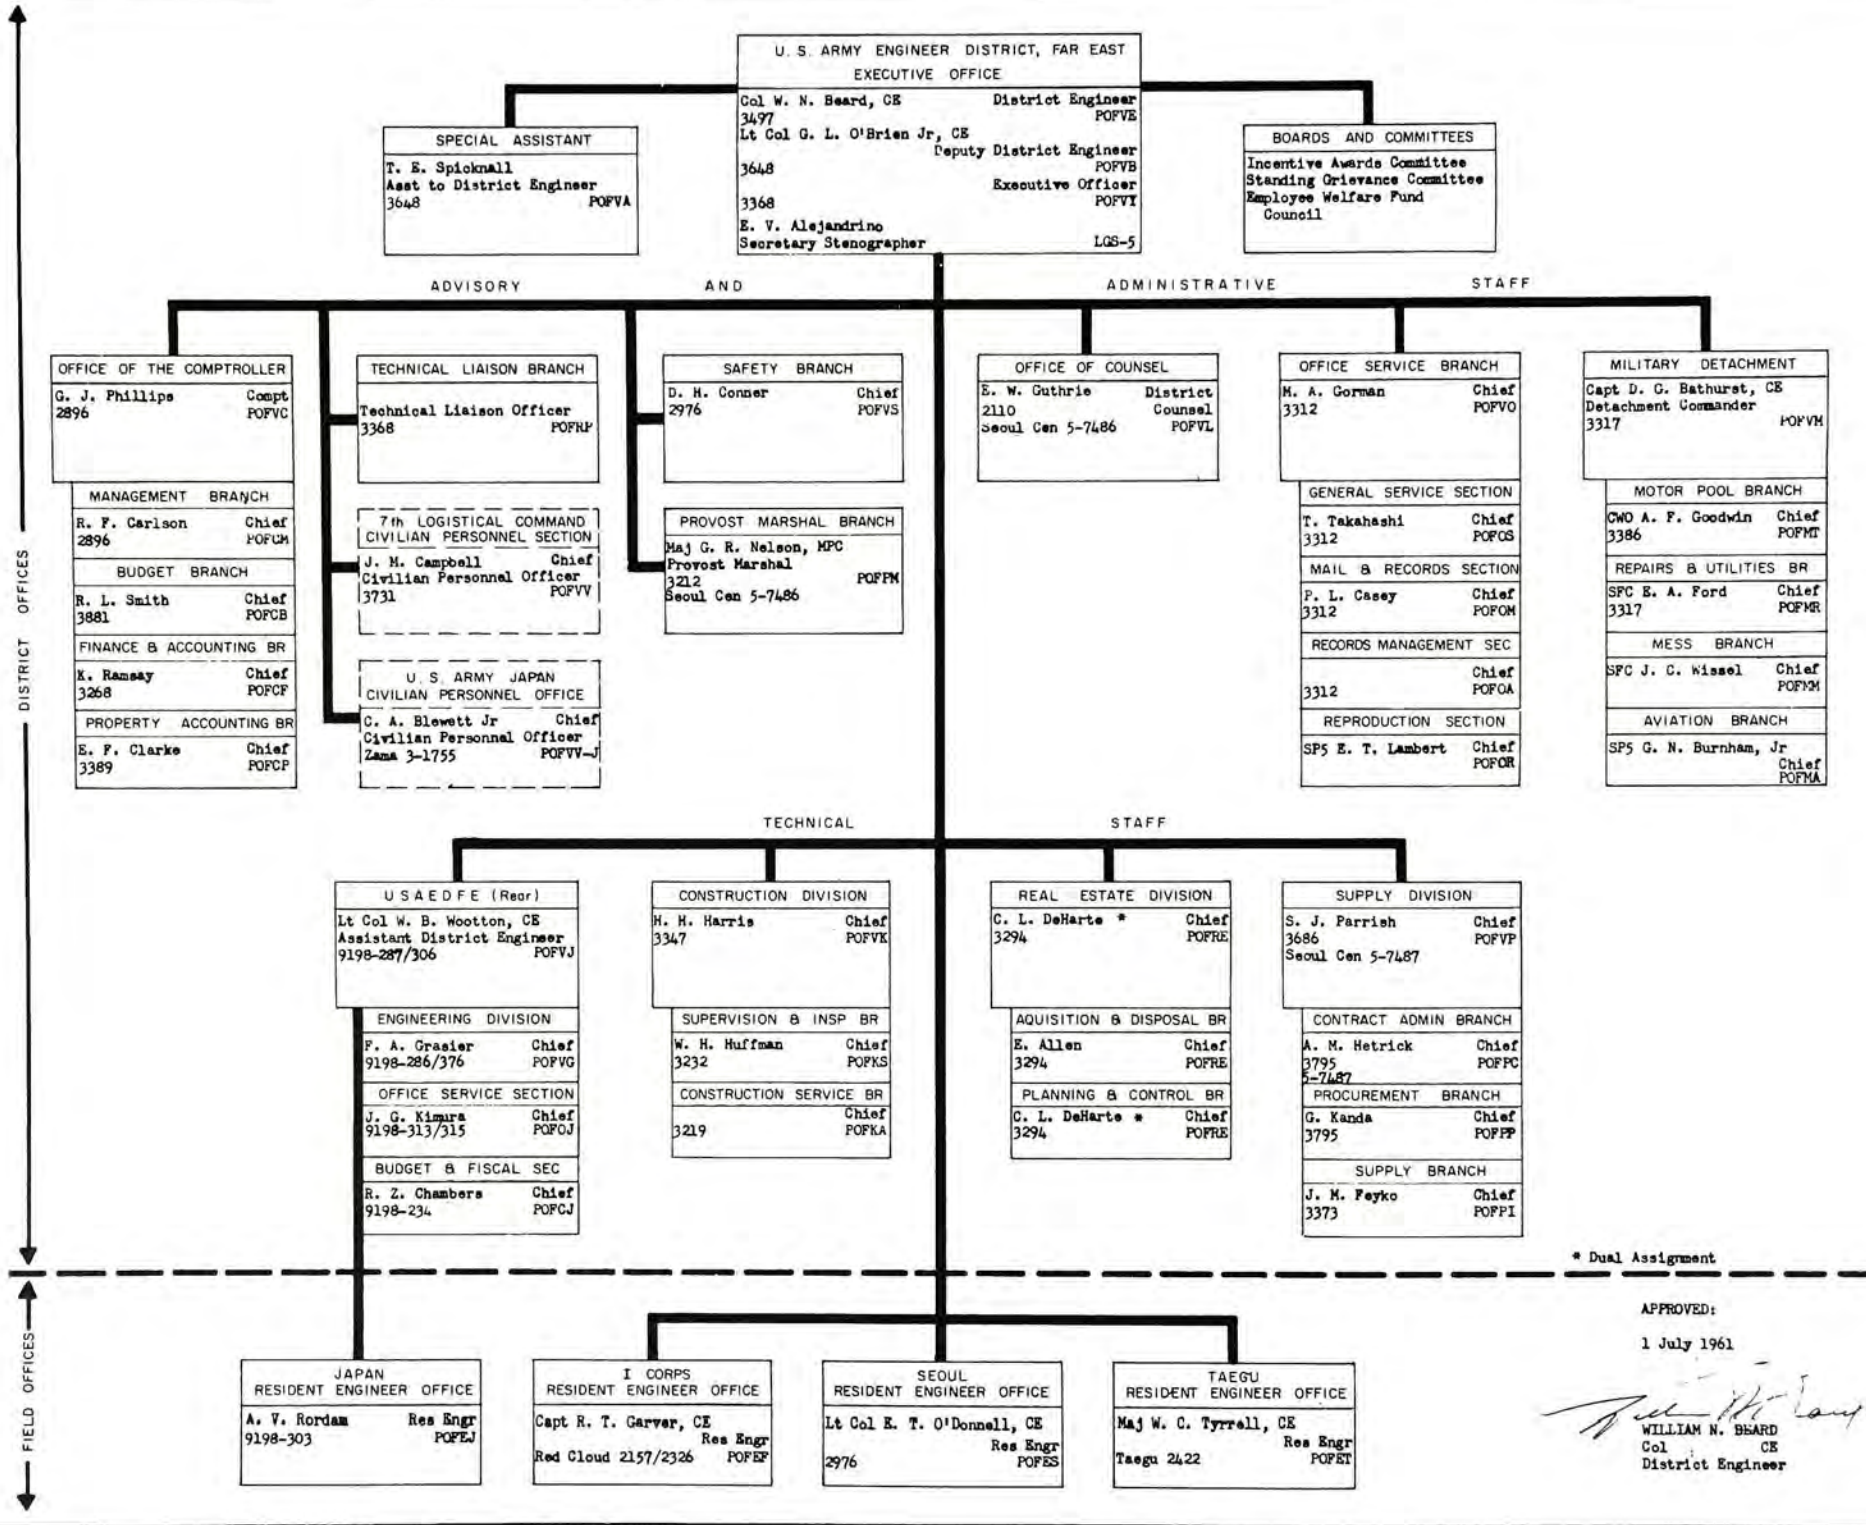 U. S. ARMY ENGINEER DISTRICT, FAR EAST
EXECUTIVE OFFICE
Col W. N. Beard, CE District Engineer
3497 POFVE
Lt Col G. L. O'Brien Jr, CE
Deputy District Engineer
3648 POFVB
Executive Officer
3368 POFVY
E. V. Alejandrino
Secretary Stenographer LGS-5
SPECIAL ASSISTANT
T. E. Spicknall
Asst to District Engineer
3648 POFVA
BOARDS AND COMMITTEES
Incentive Awards Committee
Standing Grievance Committee
Employee Welfare Fund
Council
ADVISORY AND ADMINISTRATIVE STAFF
OFFICE OF THE COMPTROLLER
G. J. Phillips Compt
2896 POFVC
MANAGEMENT BRANCH
R. F. Carlson Chief
2896 POFCM
BUDGET BRANCH
R. L. Smith Chief
3881 POFCB
FINANCE & ACCOUNTING BR
K. Ramsay Chief
3268 POFCF
PROPERTY ACCOUNTING BR
E. F. Clarke Chief
3389 POFCP
TECHNICAL LIAISON BRANCH
Technical Liaison Officer
3368 POFRP
7th LOGISTICAL COMMAND
CIVILIAN PERSONNEL SECTION
J. M. Campbell Chief
Civilian Personnel Officer
3731 POFVV
U. S. ARMY JAPAN
CIVILIAN PERSONNEL OFFICE
C. A. Blewett Jr Chief
Civilian Personnel Officer
Zama 3-1755 POFVV-J
SAFETY BRANCH
D. H. Conner Chief
2976 POFVS
PROVOST MARSHAL BRANCH
Maj G. R. Nelson, MPC
Provost Marshal
3212 POFPM
Seoul Cen 5-7486
OFFICE OF COUNSEL
E. W. Guthrie District
2110 Counsel
Seoul Cen 5-7486 POFVL
OFFICE SERVICE BRANCH
M. A. Gorman Chief
3312 POFVO
GENERAL SERVICE SECTION
T. Takahashi Chief
3312 POFOS
MAIL & RECORDS SECTION
P. L. Casey Chief
3312 POFOM
RECORDS MANAGEMENT SEC
Chief
3312 POFOA
REPRODUCTION SECTION
SP5 E. T. Lambert Chief
POFOR
MILITARY DETACHMENT
Capt D. G. Bathurst, CE
Detachment Commander
3317 POFVM
MOTOR POOL BRANCH
CWO A. F. Goodwin Chief
3386 POFMT
REPAIRS & UTILITIES BR
SFC E. A. Ford Chief
3317 POFMR
MESS BRANCH
SFC J. C. Wissel Chief
POFMM
AVIATION BRANCH
SP5 G. N. Burnham, Jr
Chief
POFMA
TECHNICAL STAFF
USAEDFE (Rear)
Lt Col W. B. Wootton, CE
Assistant District Engineer
9198-287/306 POFVJ
ENGINEERING DIVISION
F. A. Grasier Chief
9198-286/376 POFVG
OFFICE SERVICE SECTION
J. G. Kimura Chief
9198-313/315 POFOJ
BUDGET & FISCAL SEC
R. Z. Chambers Chief
9198-234 POFCJ
CONSTRUCTION DIVISION
H. H. Harris Chief
3347 POFVK
SUPERVISION & INSP BR
W. H. Huffman Chief
3232 POFKS
CONSTRUCTION SERVICE BR
Chief
3219 POFKA
REAL ESTATE DIVISION
C. L. DeHarte * Chief
3294 POFRE
AQUISITION & DISPOSAL BR
E. Allen Chief
3294 POFRE
PLANNING & CONTROL BR
C. L. DeHarte * Chief
3294 POFRE
SUPPLY DIVISION
S. J. Parrish Chief
3686 POFVP
Seoul Cen 5-7487
CONTRACT ADMIN BRANCH
A. M. Hetrick Chief
3795 POFPC
5-7487
PROCUREMENT BRANCH
G. Kanda Chief
3795 POFPP
SUPPLY BRANCH
J. M. Feyko Chief
3373 POFPI
DISTRICT OFFICES
* Dual Assignment
FIELD OFFICES
JAPAN
RESIDENT ENGINEER OFFICE
A. V. Rordam Res Engr
9198-303 POFEJ
I CORPS
RESIDENT ENGINEER OFFICE
Capt R. T. Garver, CE
Res Engr
Red Cloud 2157/2326 POFEF
SEOUL
RESIDENT ENGINEER OFFICE
Lt Col E. T. O'Donnell, CE
Res Engr
2976 POFES
TAEGU
RESIDENT ENGINEER OFFICE
Maj W. C. Tyrrell, CE
Res Engr
Taegu 2422 POFET
APPROVED:
1 July 1961
WILLIAM N. BEARD
Col CE
District Engineer